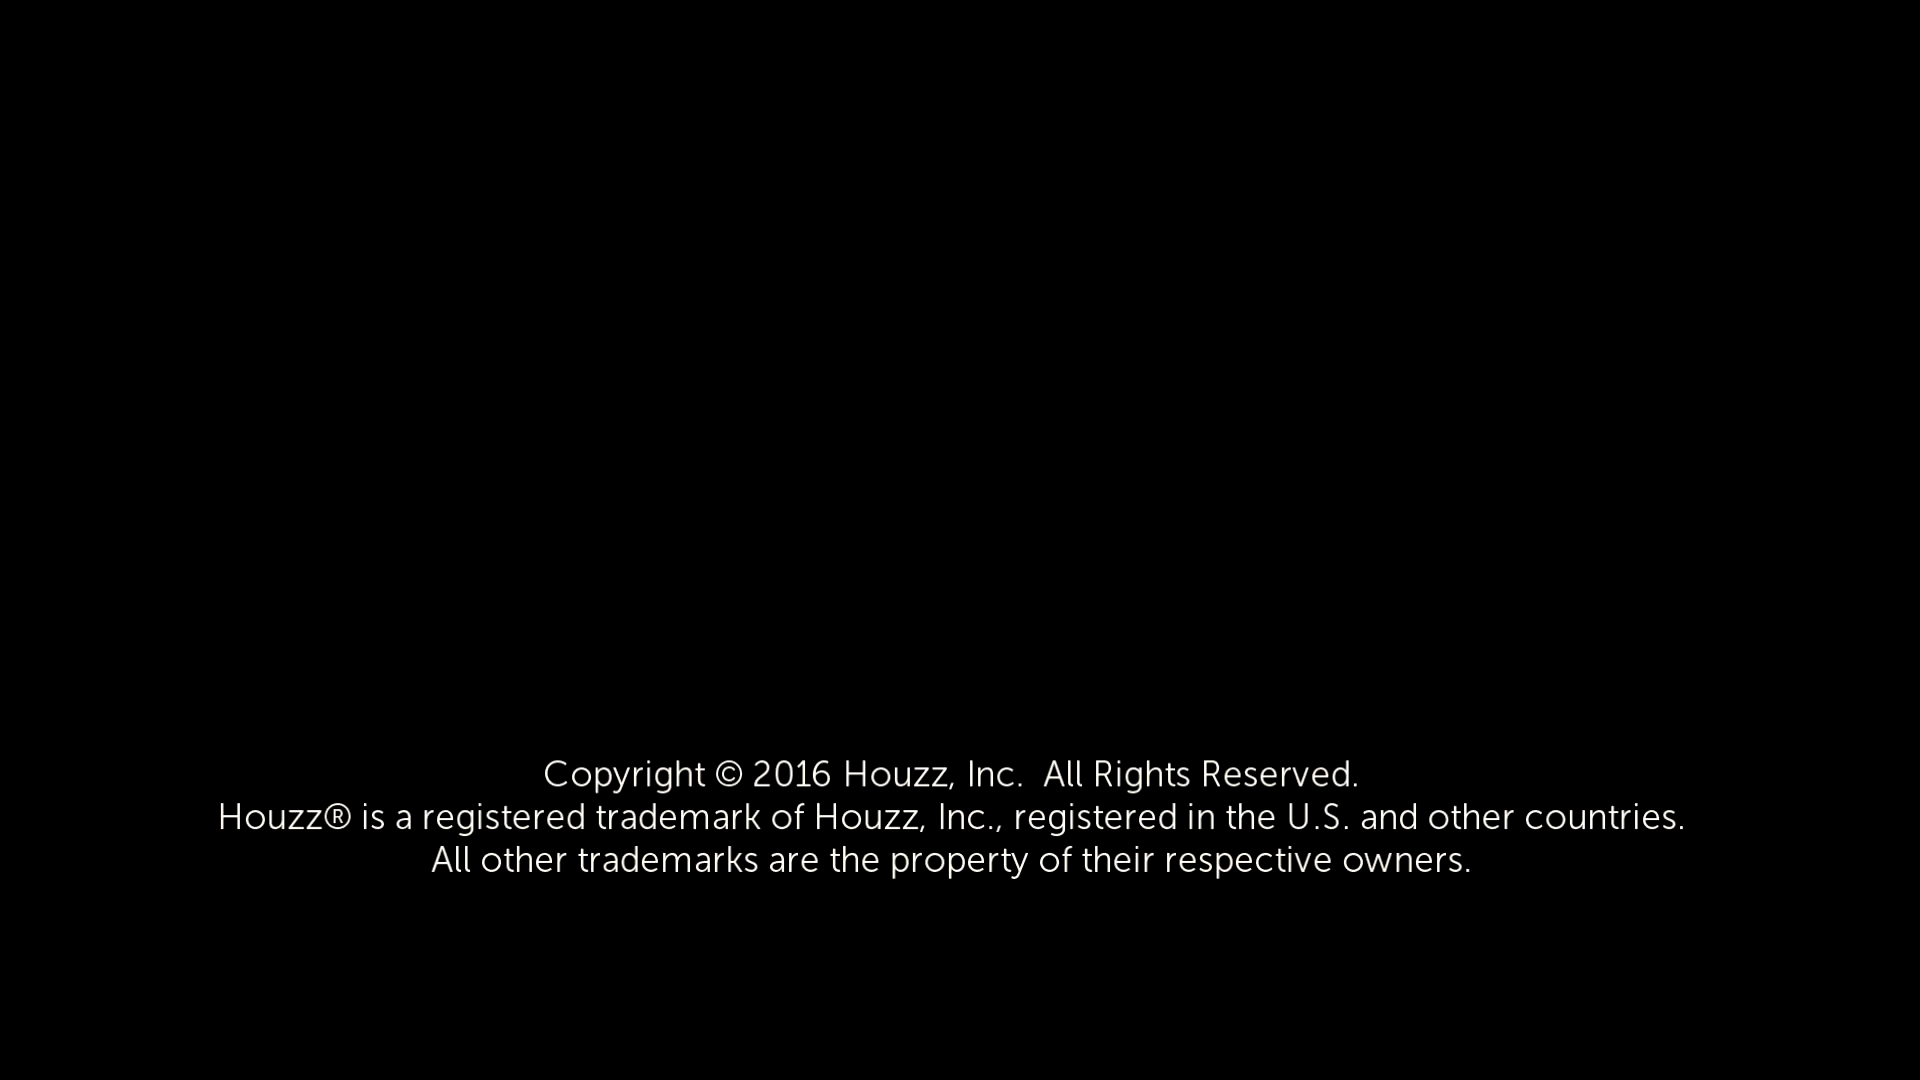 Copyright © 2016 Houzz, Inc.  All Rights Reserved.
Houzz® is a registered trademark of Houzz, Inc., registered in the U.S. and other countries.
All other trademarks are the property of their respective owners.